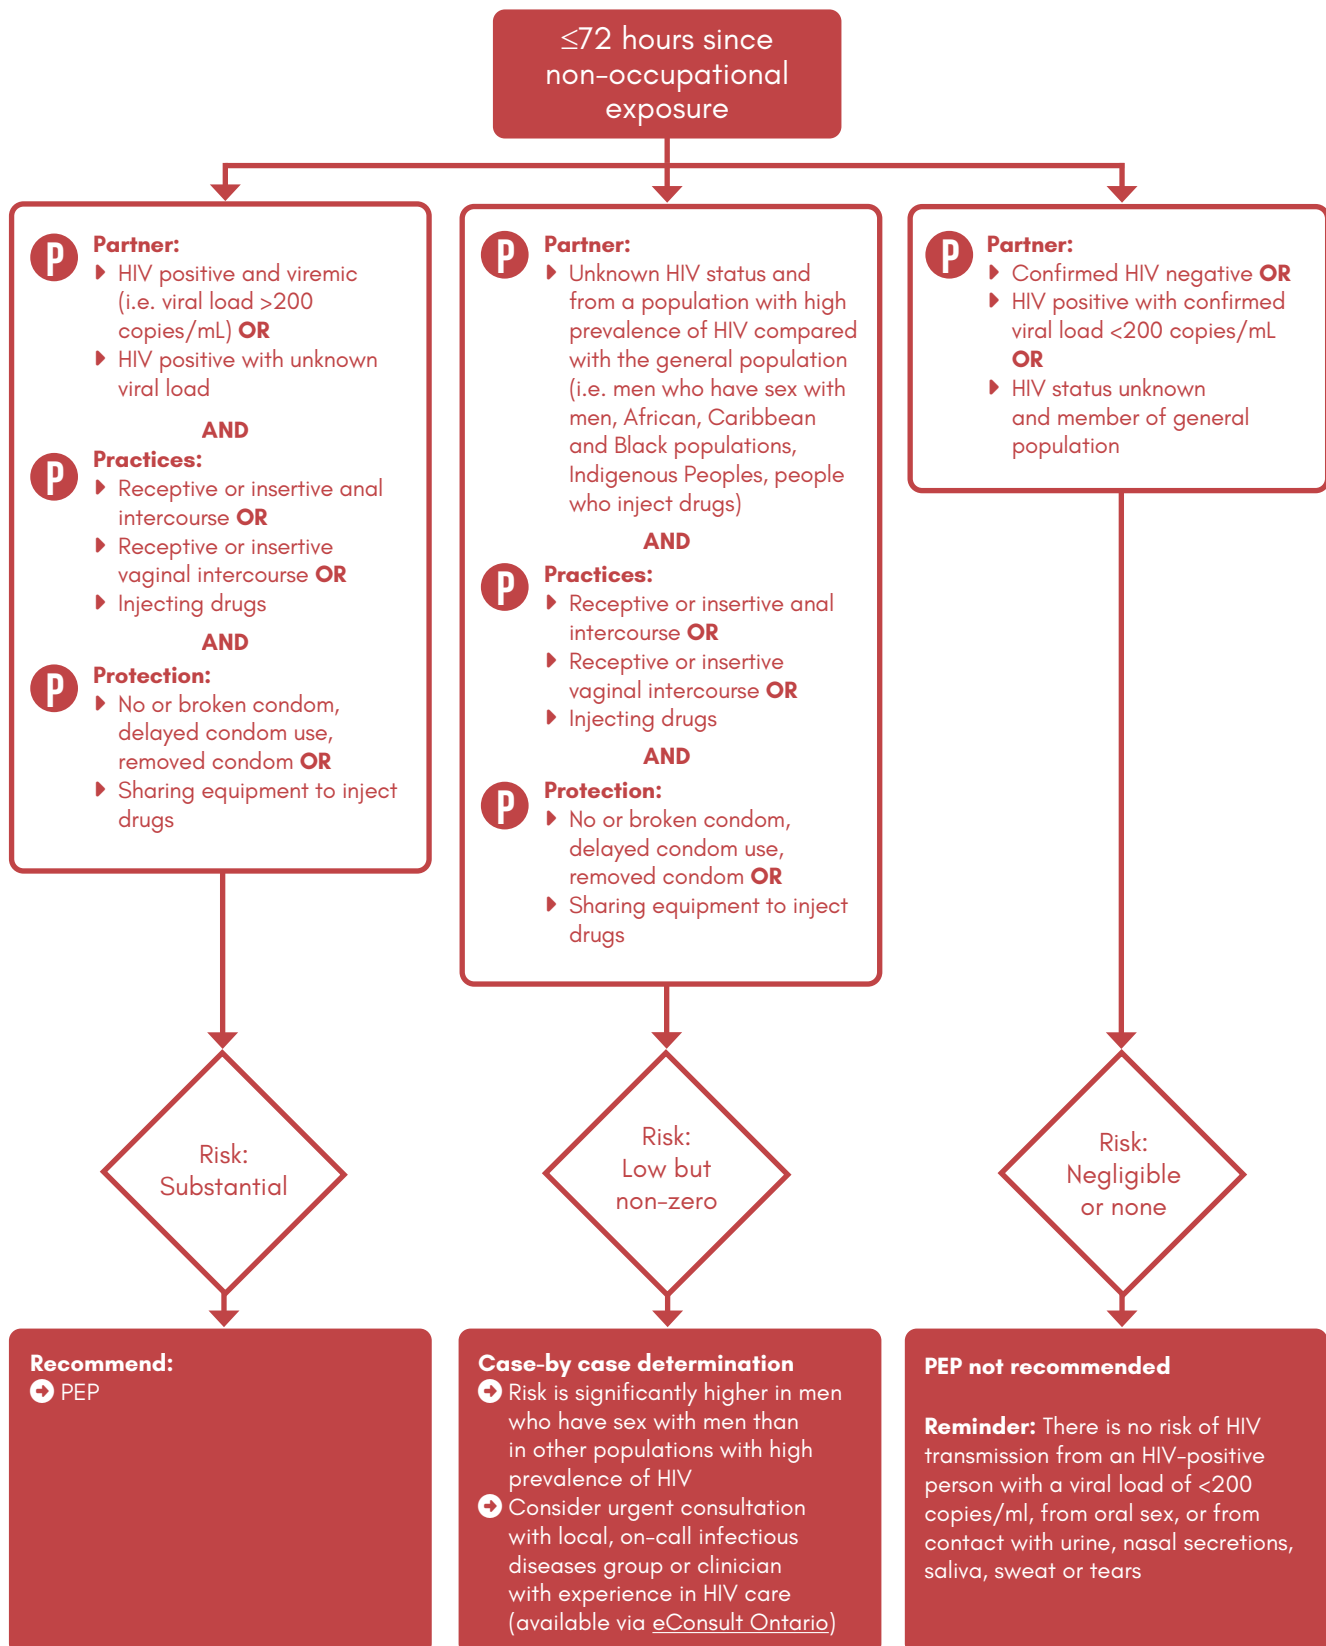 ≤72 hours since
non-occupational
exposure
P
Partner:
HIV positive and viremic
(i.e. viral load >200
copies/mL) OR
HIV positive with unknown
viral load
AND
P
Practices:
Receptive or insertive anal
intercourse OR
Receptive or insertive
vaginal intercourse OR
Injecting drugs
AND
P
Protection:
No or broken condom,
delayed condom use,
removed condom OR
Sharing equipment to inject
drugs
P
Partner:
Unknown HIV status and
from a population with high
prevalence of HIV compared
with the general population
(i.e. men who have sex with
men, African, Caribbean
and Black populations,
Indigenous Peoples, people
who inject drugs)
AND
P
Practices:
Receptive or insertive anal
intercourse OR
Receptive or insertive
vaginal intercourse OR
Injecting drugs
AND
P
Protection:
No or broken condom,
delayed condom use,
removed condom OR
Sharing equipment to inject
drugs
P
Partner:
Confirmed HIV negative OR
HIV positive with confirmed
viral load <200 copies/mL
OR
HIV status unknown
and member of general
population
Risk:
Substantial
Risk:
Low but
non-zero
Risk:
Negligible
or none
Recommend:
PEP
Case-by case determination
Risk is significantly higher in men
who have sex with men than
in other populations with high
prevalence of HIV
Consider urgent consultation
with local, on-call infectious
diseases group or clinician
with experience in HIV care
(available via eConsult Ontario)
PEP not recommended
Reminder: There is no risk of HIV
transmission from an HIV-positive
person with a viral load of <200
copies/ml, from oral sex, or from
contact with urine, nasal secretions,
saliva, sweat or tears